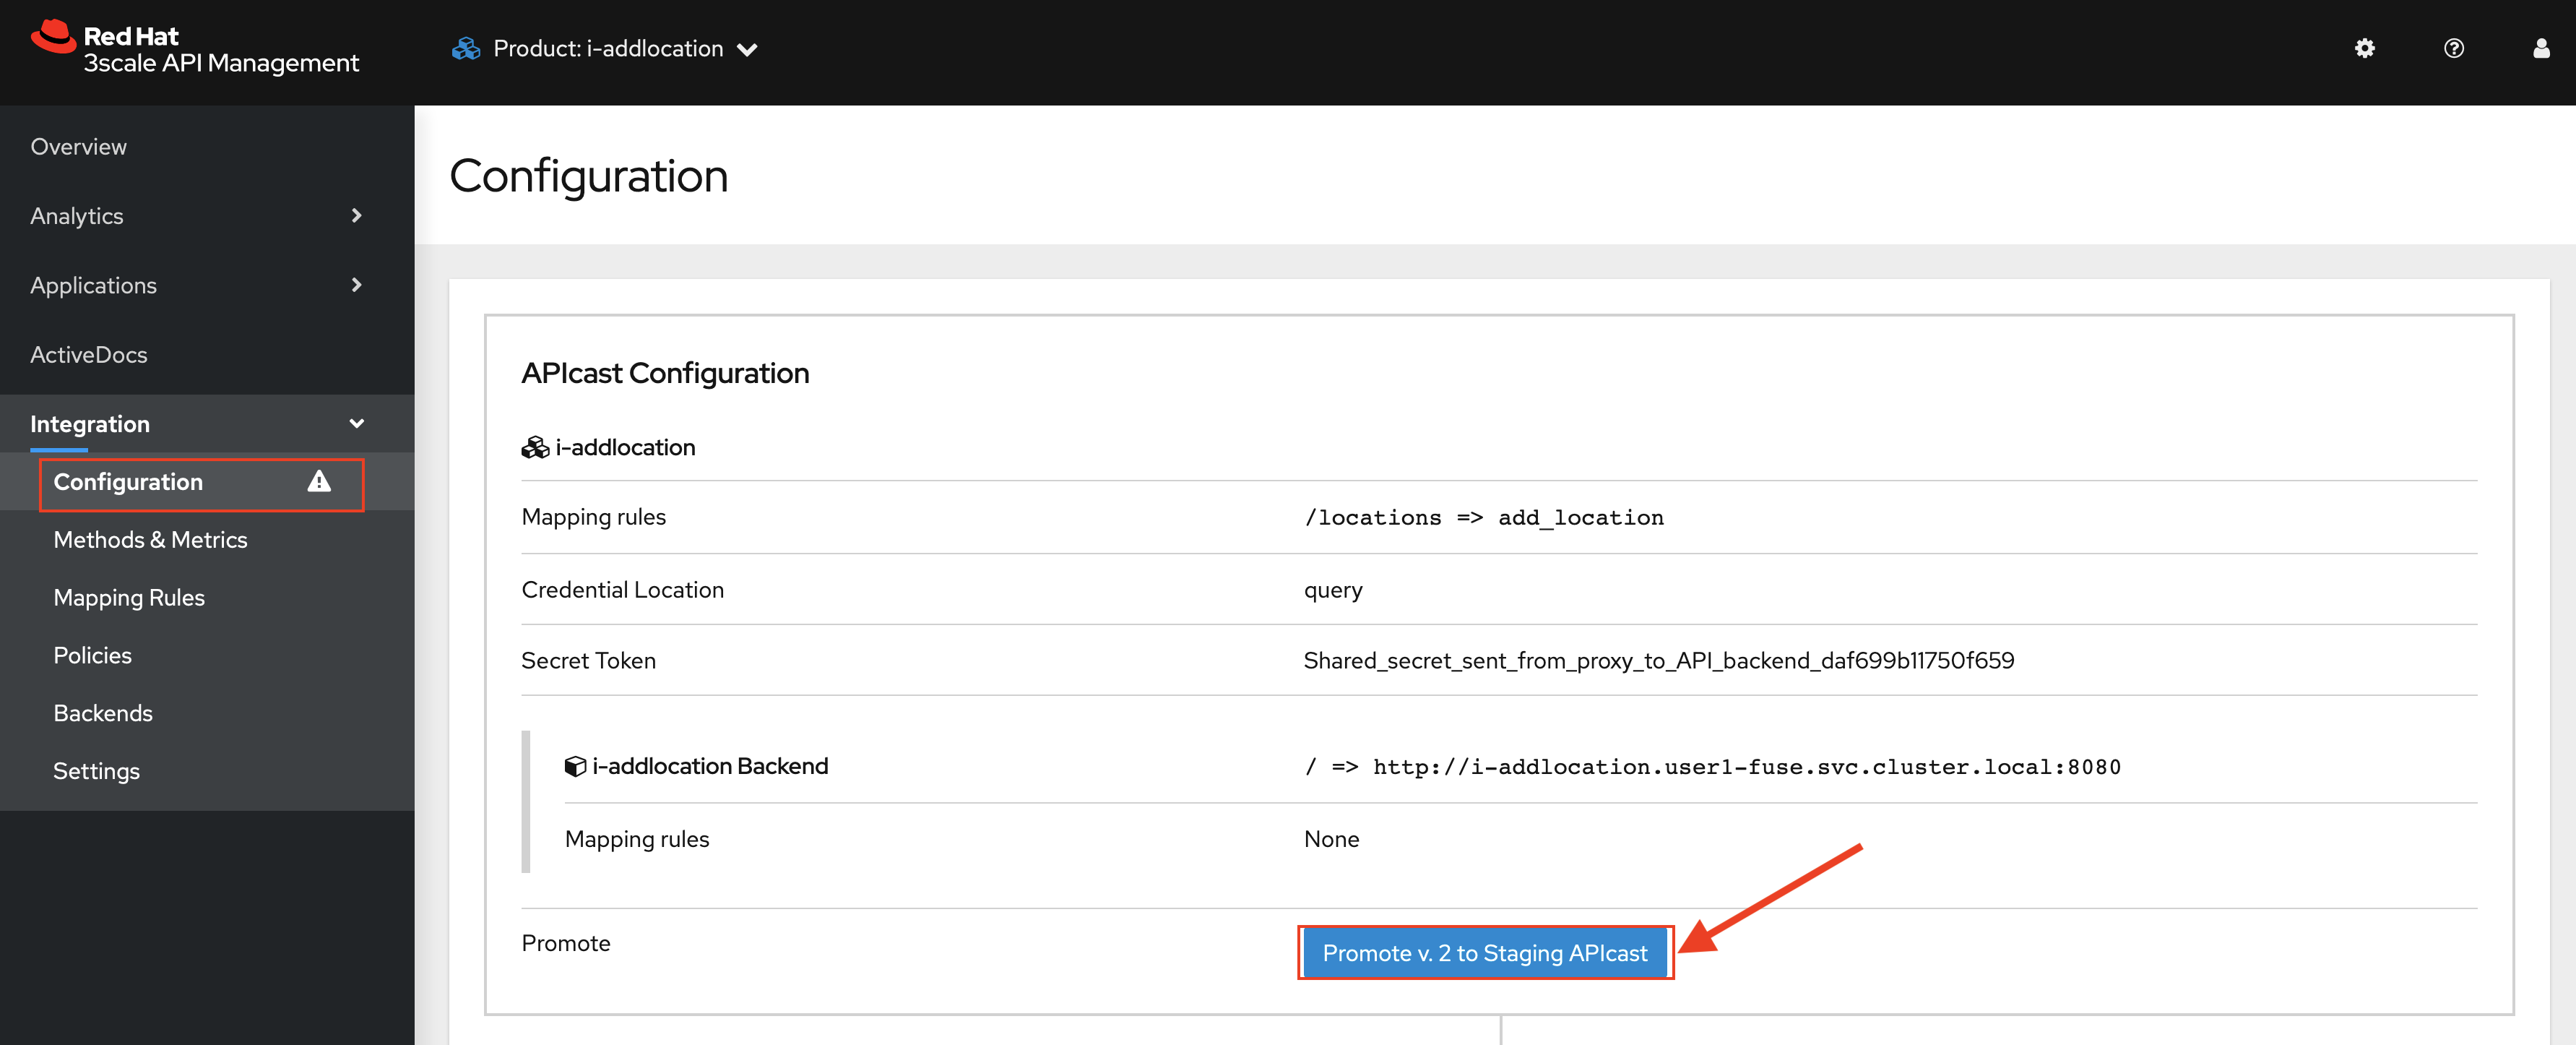 Red Hat
3scale API Management
Product: i-addlocation
Overview
Analytics
Applications
ActiveDocs
Integration
Configuration
Methods & Metrics
Mapping Rules
Policies
Backends
Settings
Configuration
APIcast Configuration
i-addlocation
Mapping rules /locations => add_location
Credential Location query
Secret Token Shared_secret_sent_from_proxy_to_API_backend_daf699b11750f659
i-addlocation Backend / => http://i-addlocation.user1-fuse.svc.cluster.local:8080
Mapping rules None
Promote Promote v. 2 to Staging APIcast